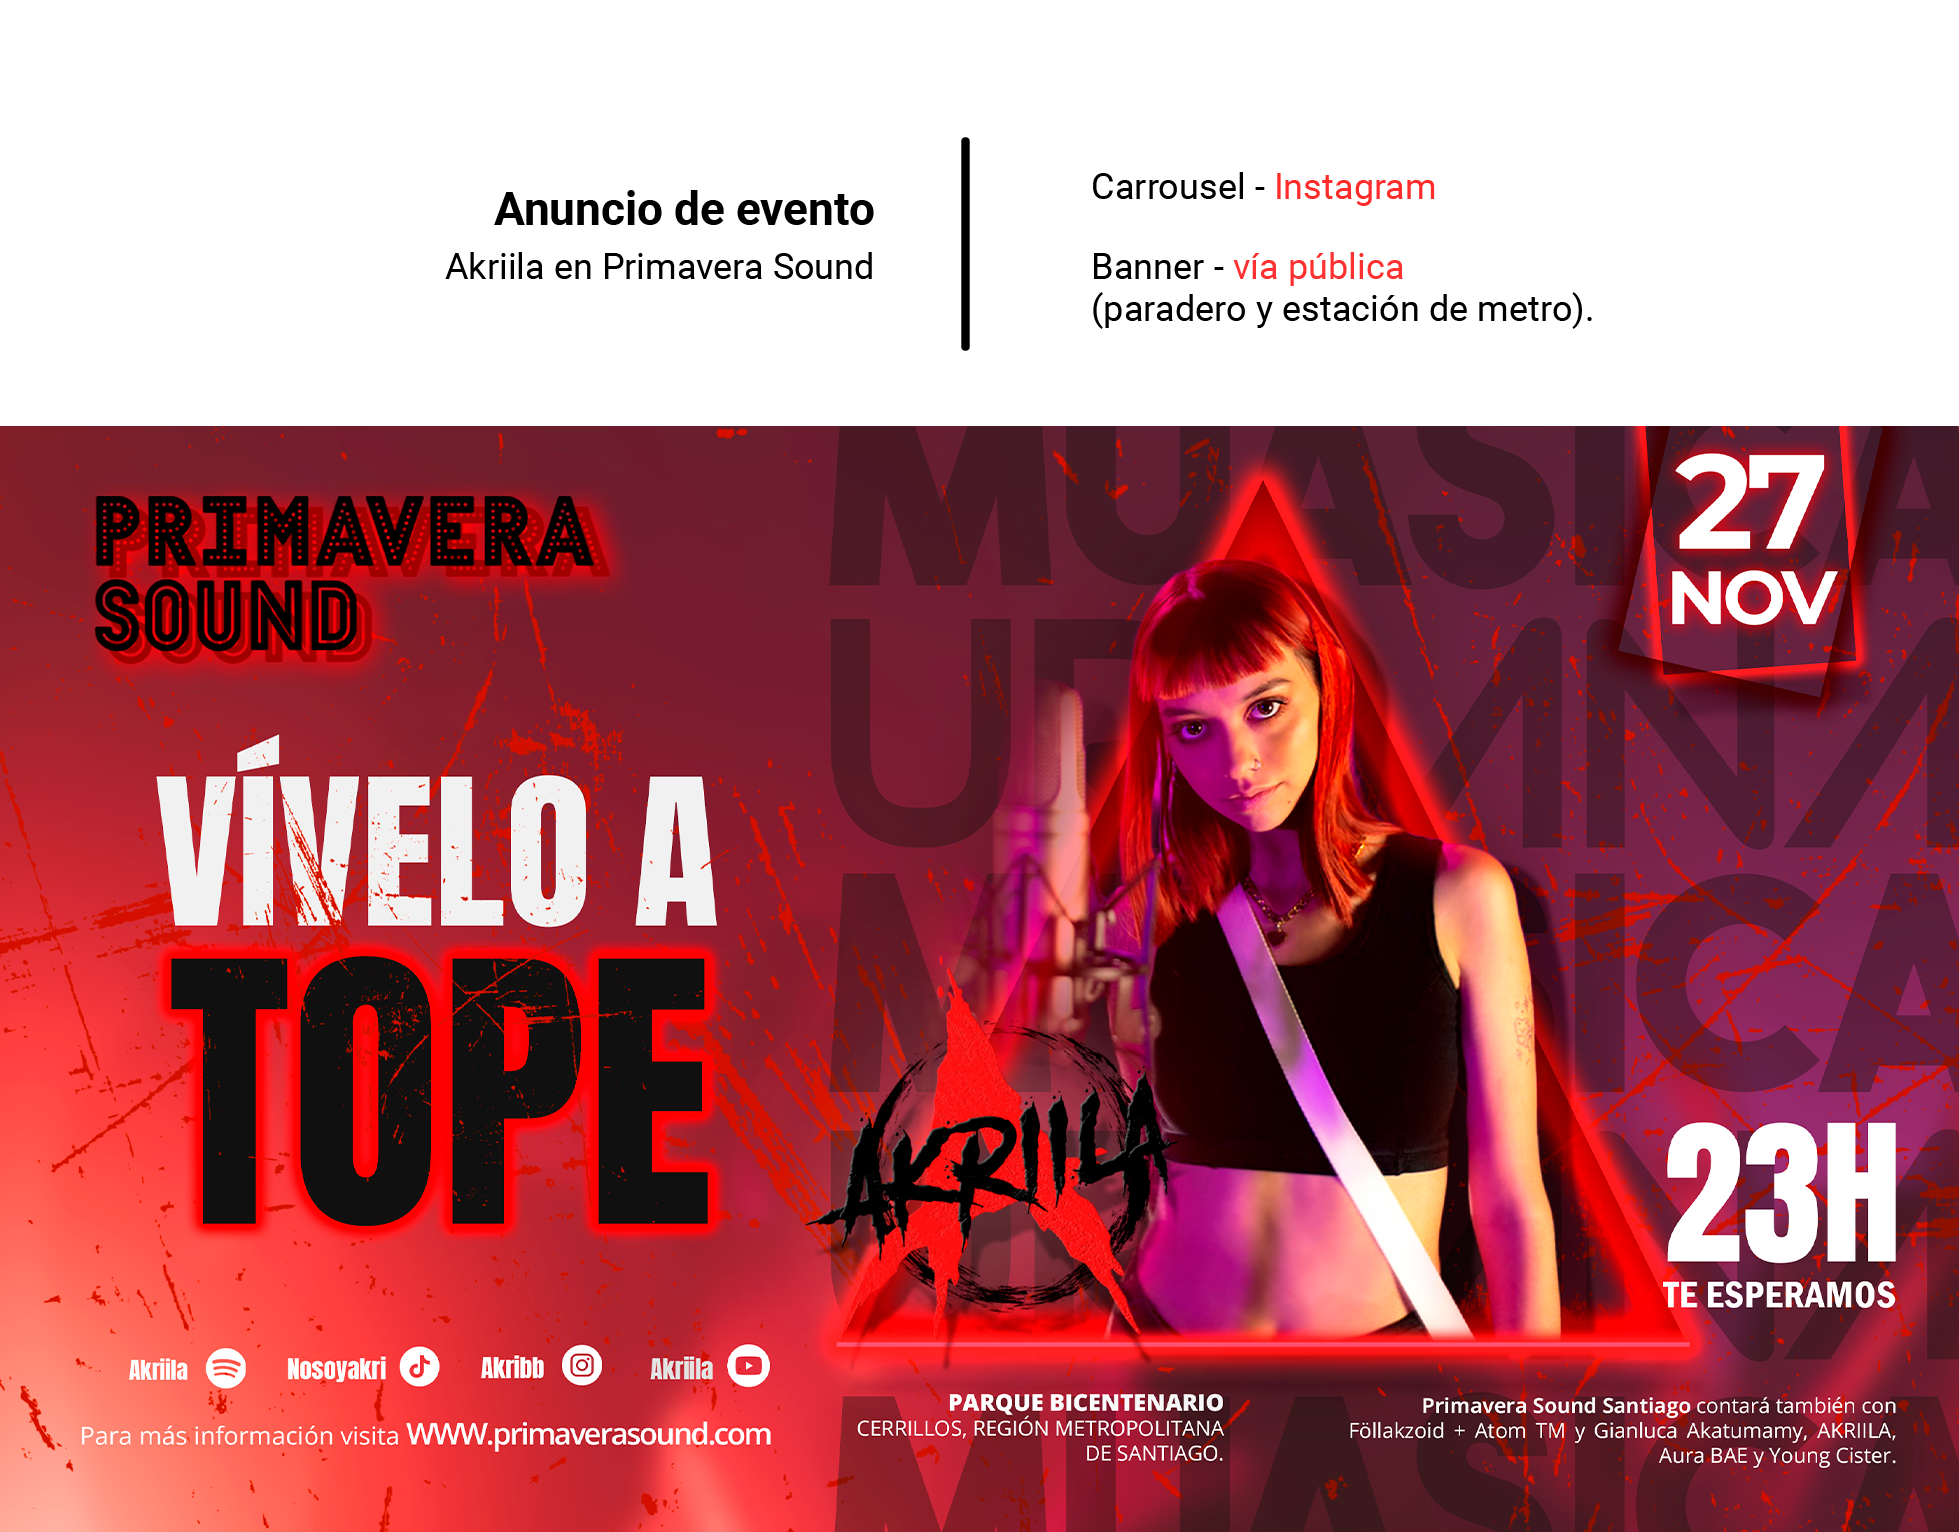 Anuncio de evento
Akriila en Primavera Sound
Carrousel - Instagram
Banner - vía pública
(paradero y estación de metro).
PRIMAVERA
SOUND
27
NOV
VÍVELO A
TOPE
AKRIILA
23H
TE ESPERAMOS
Akriila
Nosoyakri
Akribb
Akriila
Para más información visita WWW.primaverasound.com
PARQUE BICENTENARIO
CERRILLOS, REGIÓN METROPOLITANA
DE SANTIAGO.
Primavera Sound Santiago contará también con
Föllakzoid + Atom TM y Gianluca Akatumamy, AKRIILA,
Aura BAE y Young Cister.